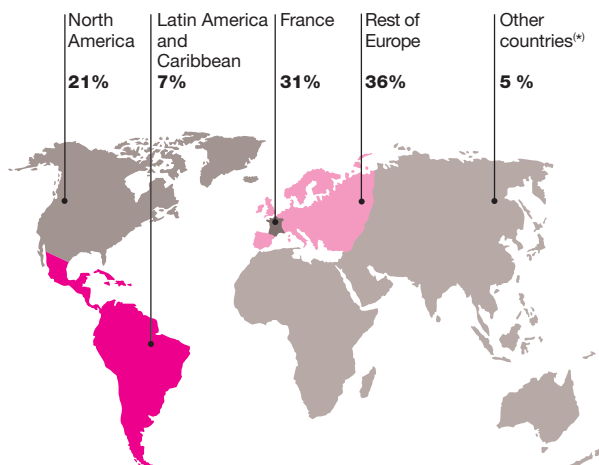 North
America
21%
Latin America
and
Caribbean
7%
France
31%
Rest of
Europe
36%
Other
countries(*)
5 %